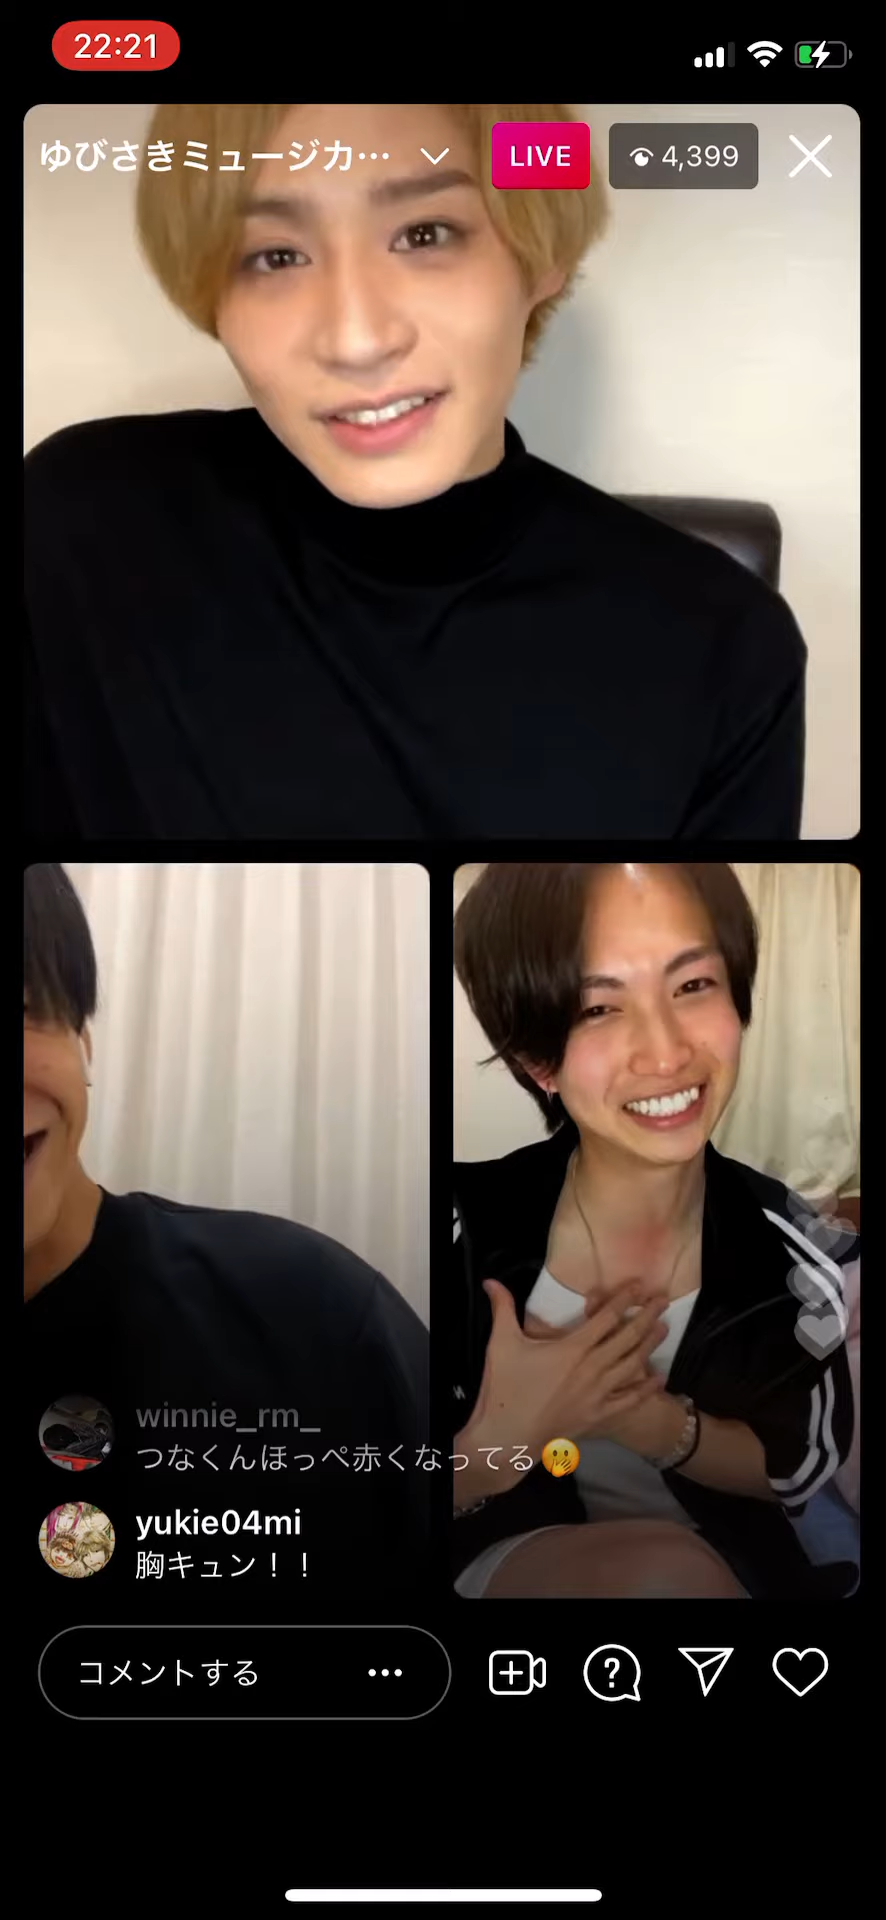 22:21
ゆびさきミュージカ… LIVE 4,399
winnie_rm_
つなくんほっぺ赤くなってる🤭
yukie04mi
胸キュン！！
コメントする